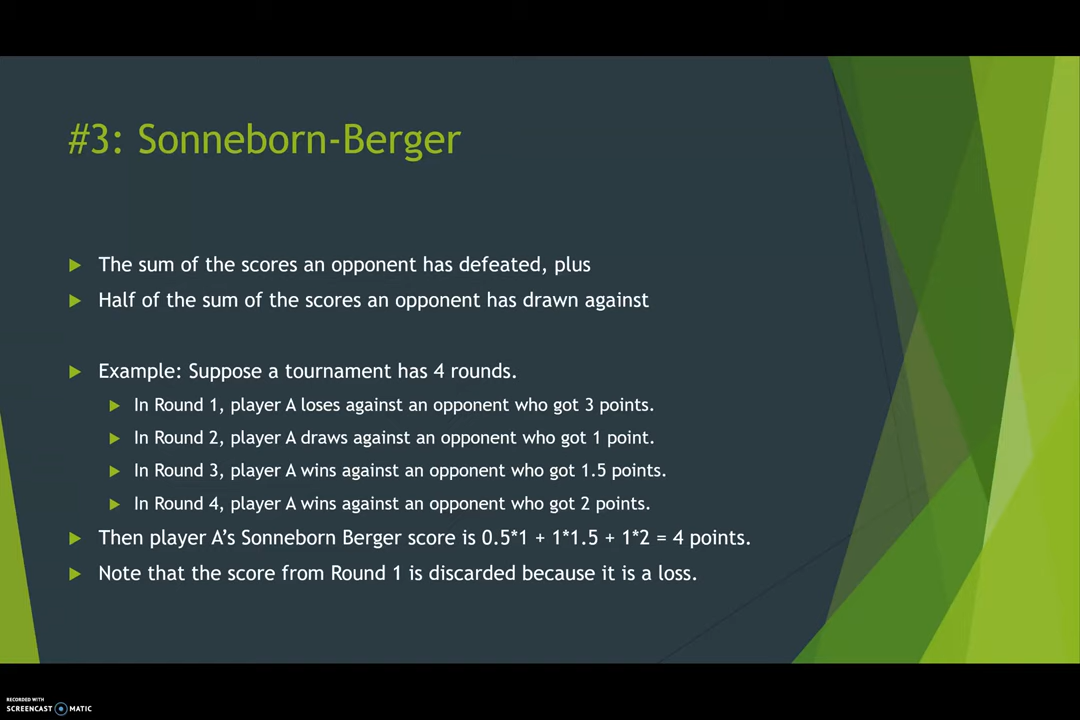 #3: Sonneborn-Berger
The sum of the scores an opponent has defeated, plus
Half of the sum of the scores an opponent has drawn against
Example: Suppose a tournament has 4 rounds.
In Round 1, player A loses against an opponent who got 3 points.
In Round 2, player A draws against an opponent who got 1 point.
In Round 3, player A wins against an opponent who got 1.5 points.
In Round 4, player A wins against an opponent who got 2 points.
Then player A’s Sonneborn Berger score is 0.5*1 + 1*1.5 + 1*2 = 4 points.
Note that the score from Round 1 is discarded because it is a loss.
RECORDED WITH
SCREENCAST MATIC